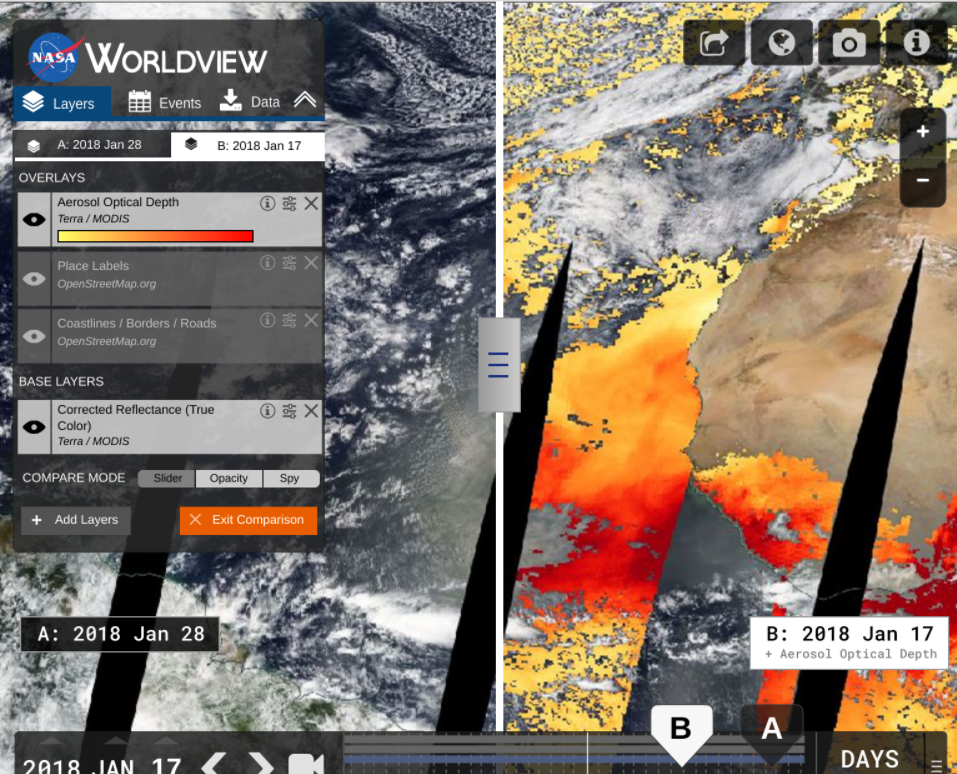 NASA
WORLDVIEW
Layers
Events
Data
A: 2018 Jan 28
B: 2018 Jan 17
OVERLAYS
Aerosol Optical Depth
Terra / MODIS
Place Labels
OpenStreetMap.org
Coastlines / Borders / Roads
OpenStreetMap.org
BASE LAYERS
Corrected Reflectance (True
Color)
Terra / MODIS
COMPARE MODE
Slider
Opacity
Spy
+ Add Layers
Exit Comparison
A: 2018 Jan 28
B: 2018 Jan 17
+ Aerosol Optical Depth
B
A
2018 JAN 17
DAYS